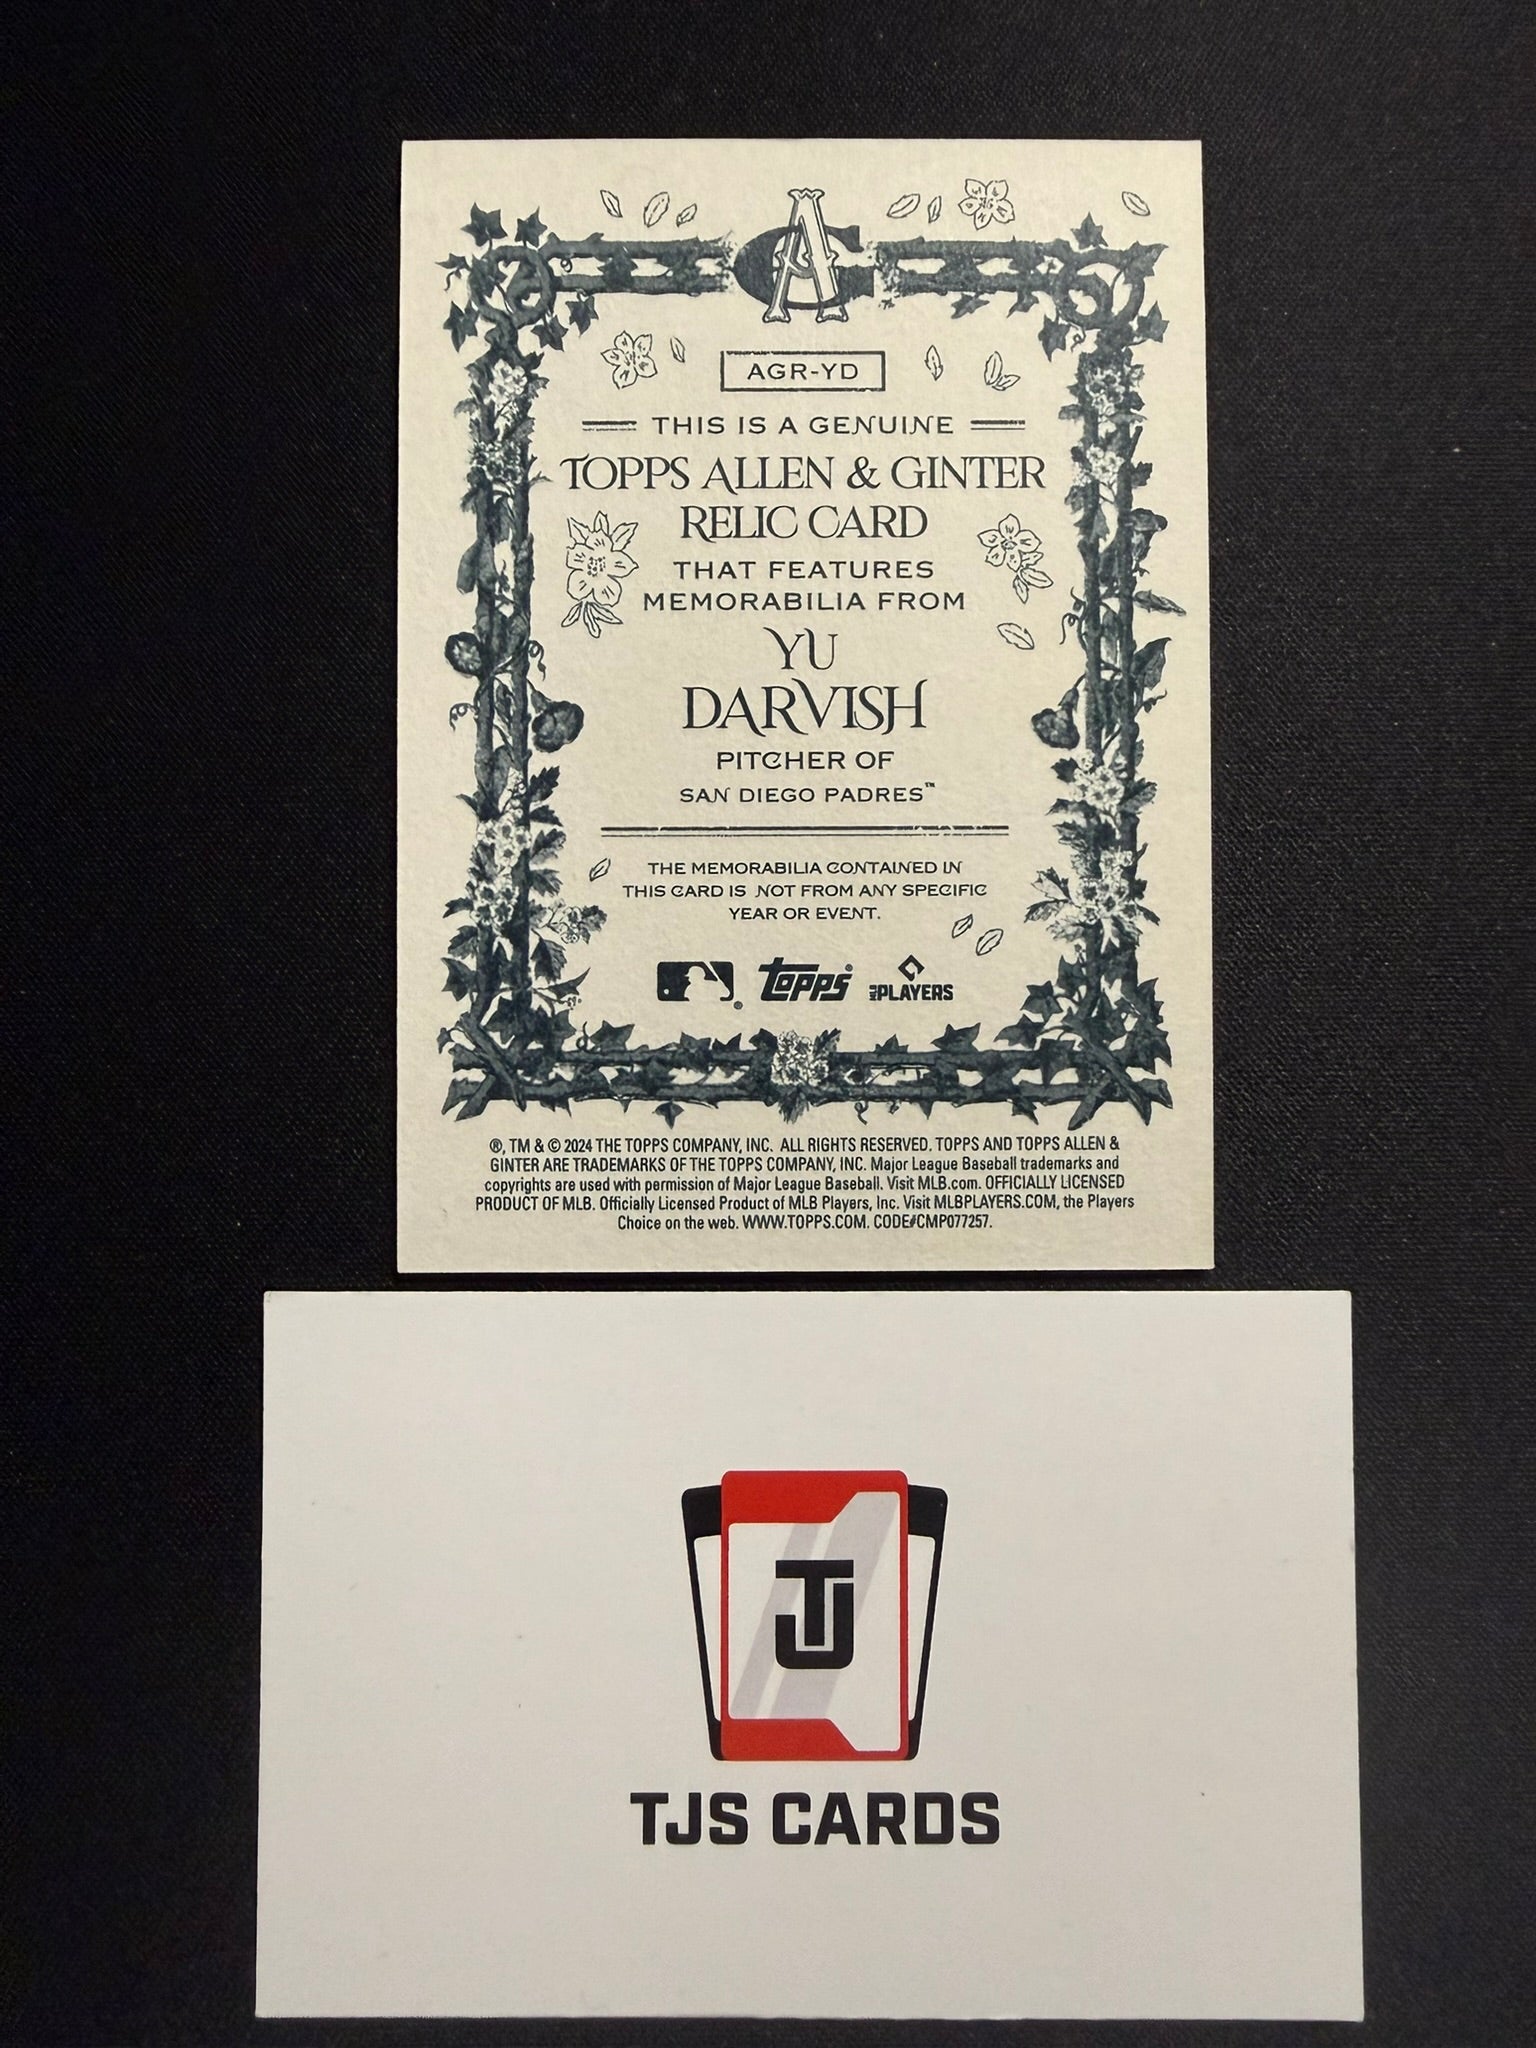 AG
AGR-YD
THIS IS A GENUINE
TOPPS ALLEN & GINTER
RELIC CARD
THAT FEATURES
MEMORABILIA FROM
YU
DARVISH
PITCHER OF
SAN DIEGO PADRES™
THE MEMORABILIA CONTAINED IN
THIS CARD IS NOT FROM ANY SPECIFIC
YEAR OR EVENT.
® topps® MLB PLAYERS
®, TM & © 2024 THE TOPPS COMPANY, INC. ALL RIGHTS RESERVED. TOPPS AND TOPPS ALLEN &
GINTER ARE TRADEMARKS OF THE TOPPS COMPANY, INC. Major League Baseball trademarks and
copyrights are used with permission of Major League Baseball. Visit MLB.com. OFFICIALLY LICENSED
PRODUCT OF MLB. Officially Licensed Product of MLB Players, Inc. Visit MLBPLAYERS.COM, the Players
Choice on the web. WWW.TOPPS.COM. CODE#CMP077257.
TJ
TJS CARDS